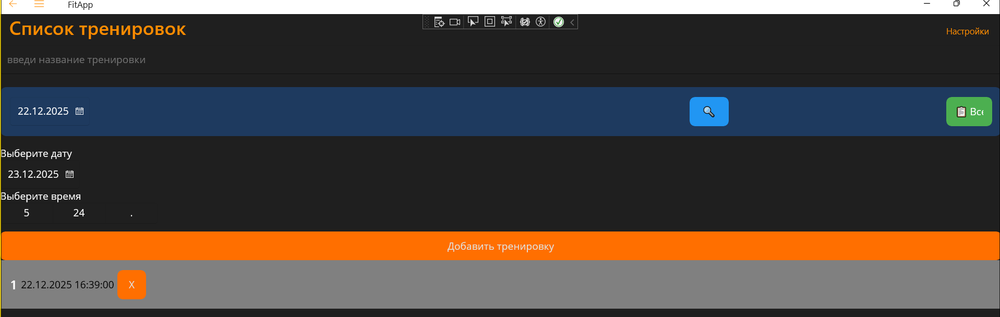 FitApp
Список тренировок
Настройки
введи название тренировки
22.12.2025
Все
Выберите дату
23.12.2025
Выберите время
5 24 .
Добавить тренировку
1 22.12.2025 16:39:00 X